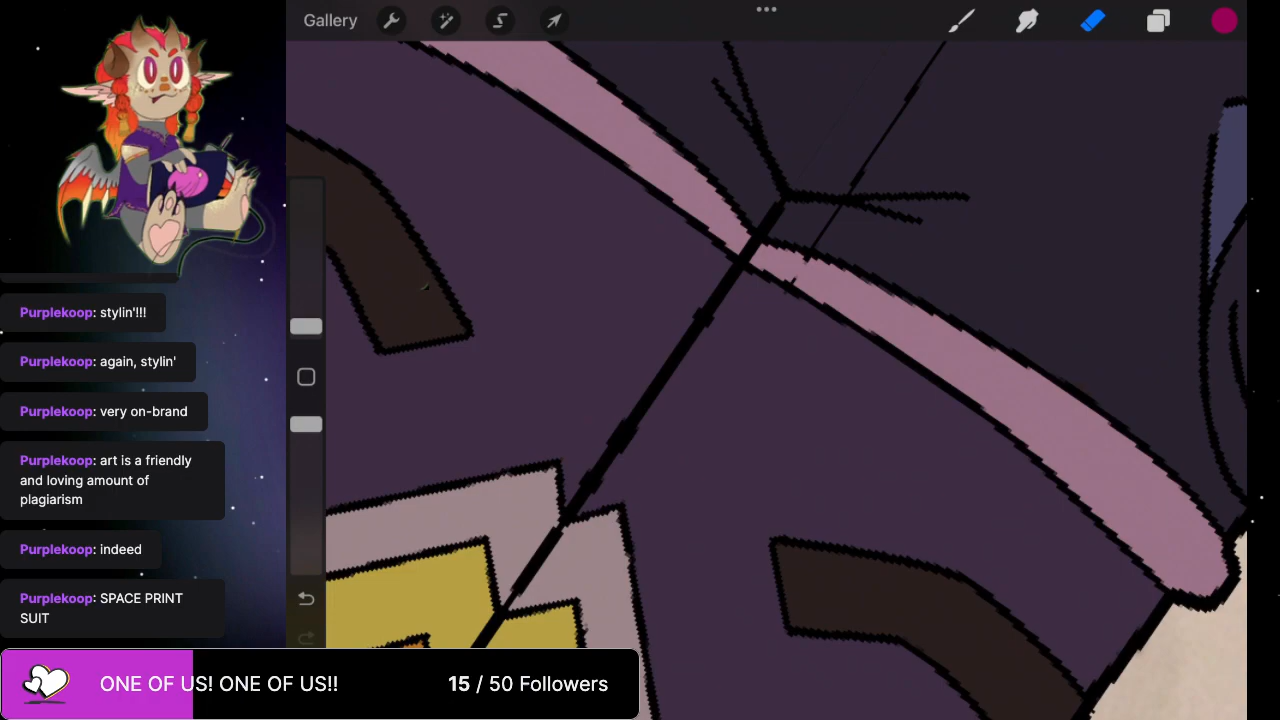 Gallery
Purplekoop: stylin'!!!
Purplekoop: again, stylin'
Purplekoop: very on-brand
Purplekoop: art is a friendly
and loving amount of
plagiarism
Purplekoop: indeed
Purplekoop: SPACE PRINT
SUIT
ONE OF US! ONE OF US!! 15 / 50 Followers